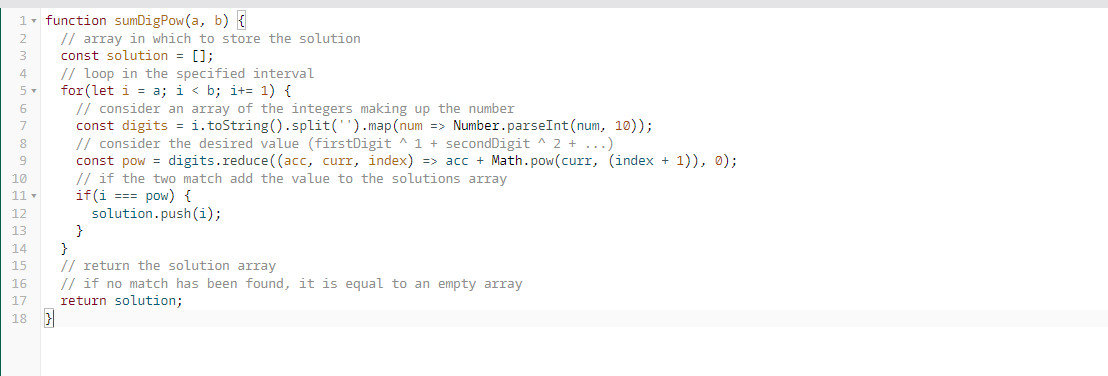 1 function sumDigPow(a, b) {
2 // array in which to store the solution
3 const solution = [];
4 // loop in the specified interval
5 for(let i = a; i < b; i+= 1) {
6 // consider an array of the integers making up the number
7 const digits = i.toString().split('').map(num => Number.parseInt(num, 10));
8 // consider the desired value (firstDigit ^ 1 + secondDigit ^ 2 + ...)
9 const pow = digits.reduce((acc, curr, index) => acc + Math.pow(curr, (index + 1)), 0);
10 // if the two match add the value to the solutions array
11 if(i === pow) {
12 solution.push(i);
13 }
14 }
15 // return the solution array
16 // if no match has been found, it is equal to an empty array
17 return solution;
18 }